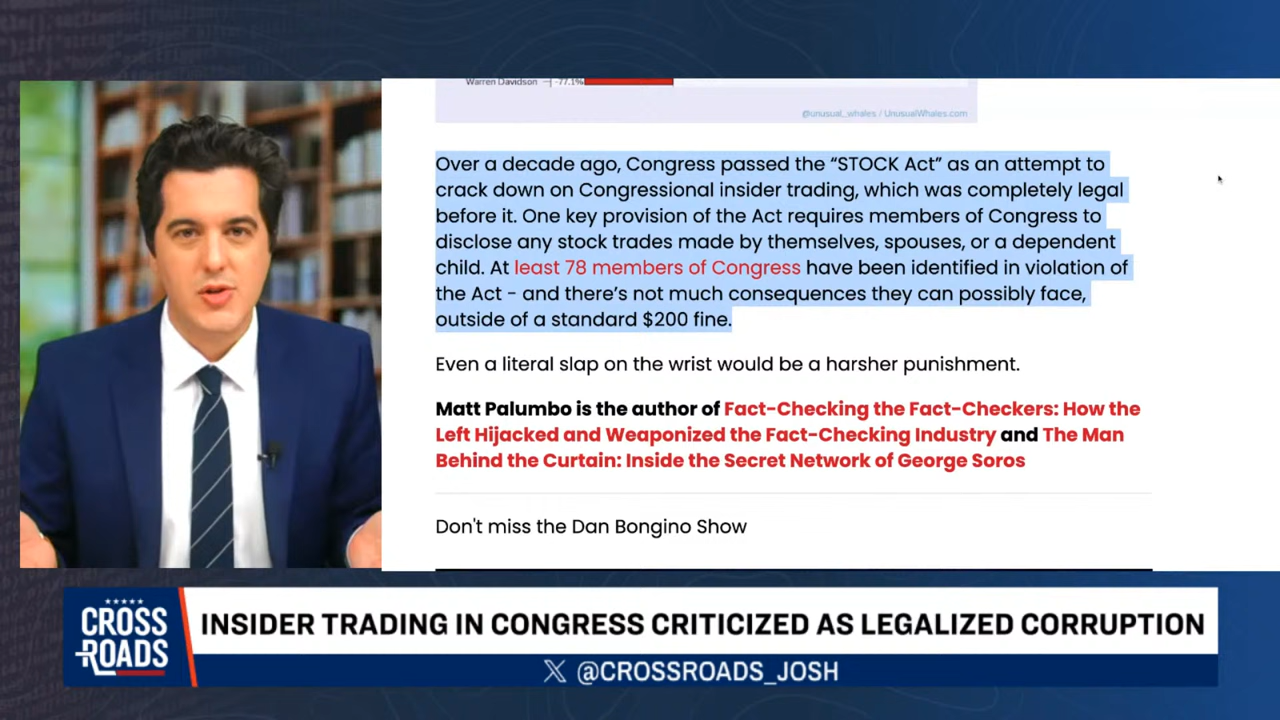 Warren Davidson -77.1%
@unusual_whales / UnusualWhales.com
Over a decade ago, Congress passed the “STOCK Act” as an attempt to
crack down on Congressional insider trading, which was completely legal
before it. One key provision of the Act requires members of Congress to
disclose any stock trades made by themselves, spouses, or a dependent
child. At least 78 members of Congress have been identified in violation of
the Act - and there’s not much consequences they can possibly face,
outside of a standard $200 fine.
Even a literal slap on the wrist would be a harsher punishment.
Matt Palumbo is the author of Fact-Checking the Fact-Checkers: How the
Left Hijacked and Weaponized the Fact-Checking Industry and The Man
Behind the Curtain: Inside the Secret Network of George Soros
Don't miss the Dan Bongino Show
CROSS
ROADS
INSIDER TRADING IN CONGRESS CRITICIZED AS LEGALIZED CORRUPTION
X @CROSSROADS_JOSH